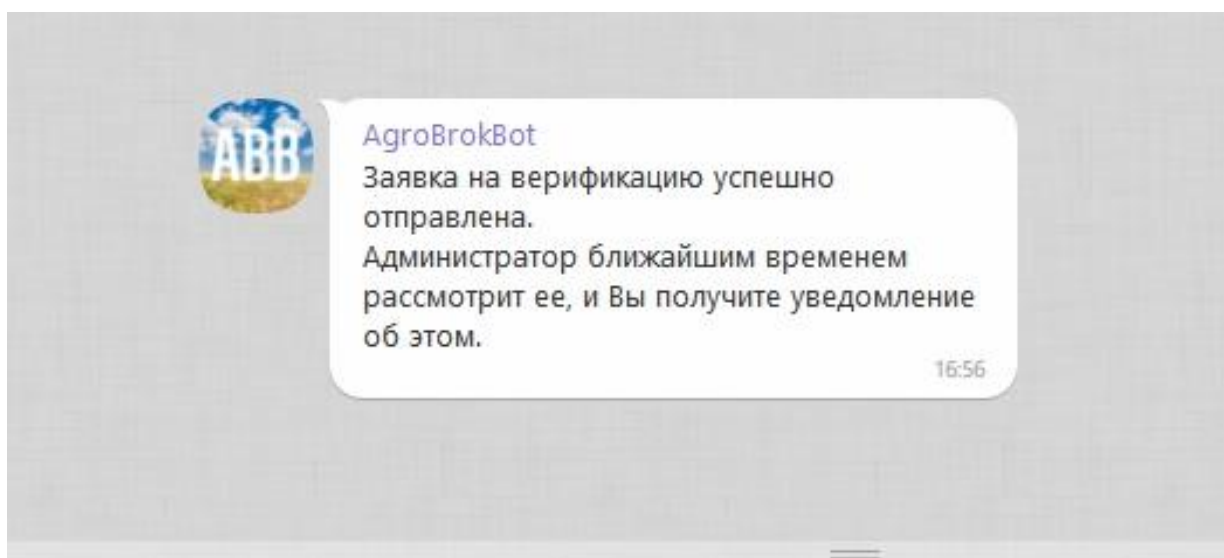 ABB
AgroBrokBot
Заявка на верификацию успешно
отправлена.
Администратор ближайшим временем
рассмотрит ее, и Вы получите уведомление
об этом.
16:56